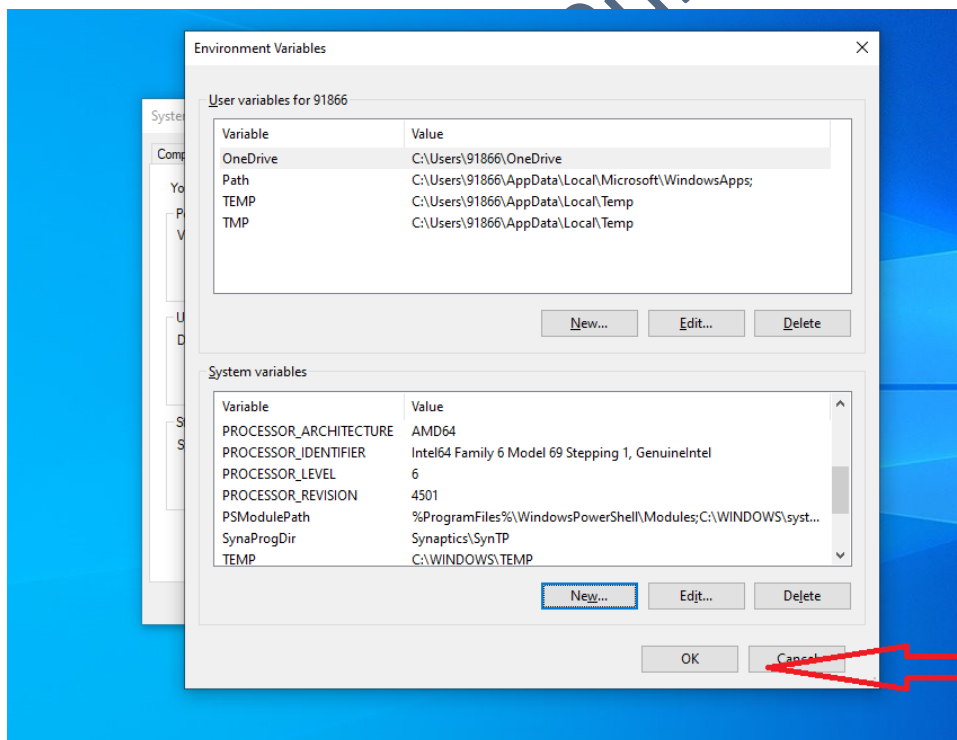 Environment Variables
User variables for 91866
Variable Value
OneDrive C:\Users\91866\OneDrive
Path C:\Users\91866\AppData\Local\Microsoft\WindowsApps;
TEMP C:\Users\91866\AppData\Local\Temp
TMP C:\Users\91866\AppData\Local\Temp
New... Edit... Delete
System variables
Variable Value
PROCESSOR_ARCHITECTURE AMD64
PROCESSOR_IDENTIFIER Intel64 Family 6 Model 69 Stepping 1, GenuineIntel
PROCESSOR_LEVEL 6
PROCESSOR_REVISION 4501
PSModulePath %ProgramFiles%\WindowsPowerShell\Modules;C:\WINDOWS\syst...
SynaProgDir Synaptics\SynTP
TEMP C:\WINDOWS\TEMP
New... Edit... Delete
OK Cancel